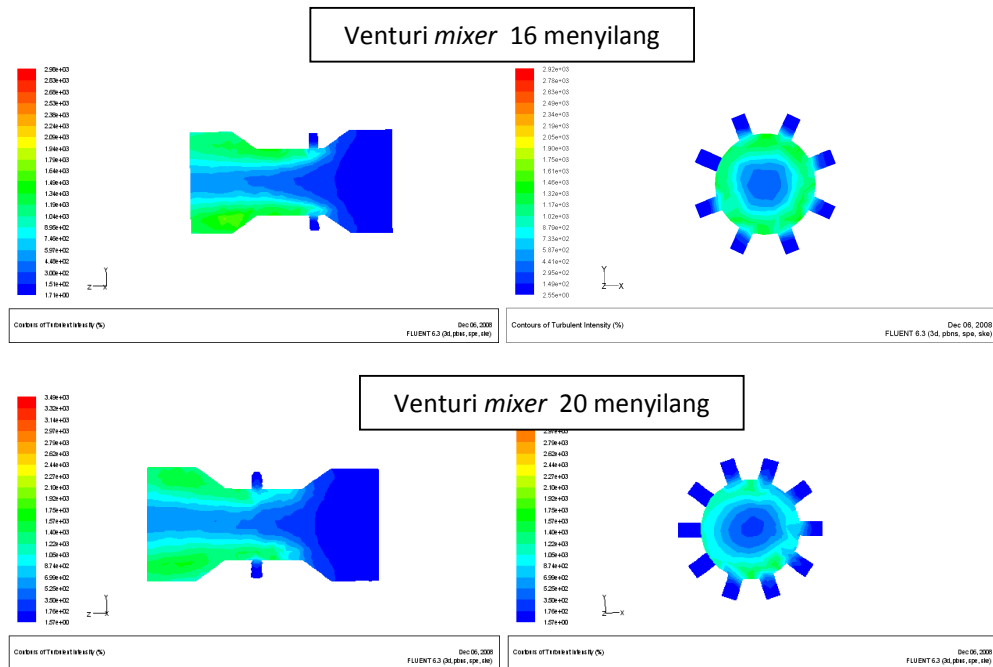 Venturi mixer 16 menyilang
2.98e+03
2.83e+03
2.68e+03
2.53e+03
2.38e+03
2.24e+03
2.09e+03
1.94e+03
1.79e+03
1.64e+03
1.49e+03
1.34e+03
1.19e+03
1.04e+03
8.95e+02
7.46e+02
5.97e+02
4.48e+02
3.00e+02
1.51e+02
1.71e+00
Y
Z X
Contours of Turbulent Intensity (%)
Dec 06, 2008
FLUENT 6.3 (3d, pbns, spe, ske)
2.92e+03
2.78e+03
2.63e+03
2.49e+03
2.34e+03
2.19e+03
2.05e+03
1.90e+03
1.75e+03
1.61e+03
1.46e+03
1.32e+03
1.17e+03
1.02e+03
8.79e+02
7.33e+02
5.87e+02
4.41e+02
2.95e+02
1.49e+02
2.55e+00
Y
Z X
Contours of Turbulent Intensity (%)
Dec 06, 2008
FLUENT 6.3 (3d, pbns, spe, ske)
Venturi mixer 20 menyilang
3.49e+03
3.32e+03
3.14e+03
2.97e+03
2.79e+03
2.62e+03
2.44e+03
2.27e+03
2.10e+03
1.92e+03
1.75e+03
1.57e+03
1.40e+03
1.22e+03
1.05e+03
8.74e+02
6.99e+02
5.25e+02
3.50e+02
1.76e+02
1.57e+00
Y
Z X
Contours of Turbulent Intensity (%)
Dec 06, 2008
FLUENT 6.3 (3d, pbns, spe, ske)
2.79e+03
2.62e+03
2.44e+03
2.27e+03
2.10e+03
1.92e+03
1.75e+03
1.57e+03
1.40e+03
1.22e+03
1.05e+03
8.74e+02
6.99e+02
5.25e+02
3.50e+02
1.76e+02
1.57e+00
Y
Z X
Contours of Turbulent Intensity (%)
Dec 06, 2008
FLUENT 6.3 (3d, pbns, spe, ske)